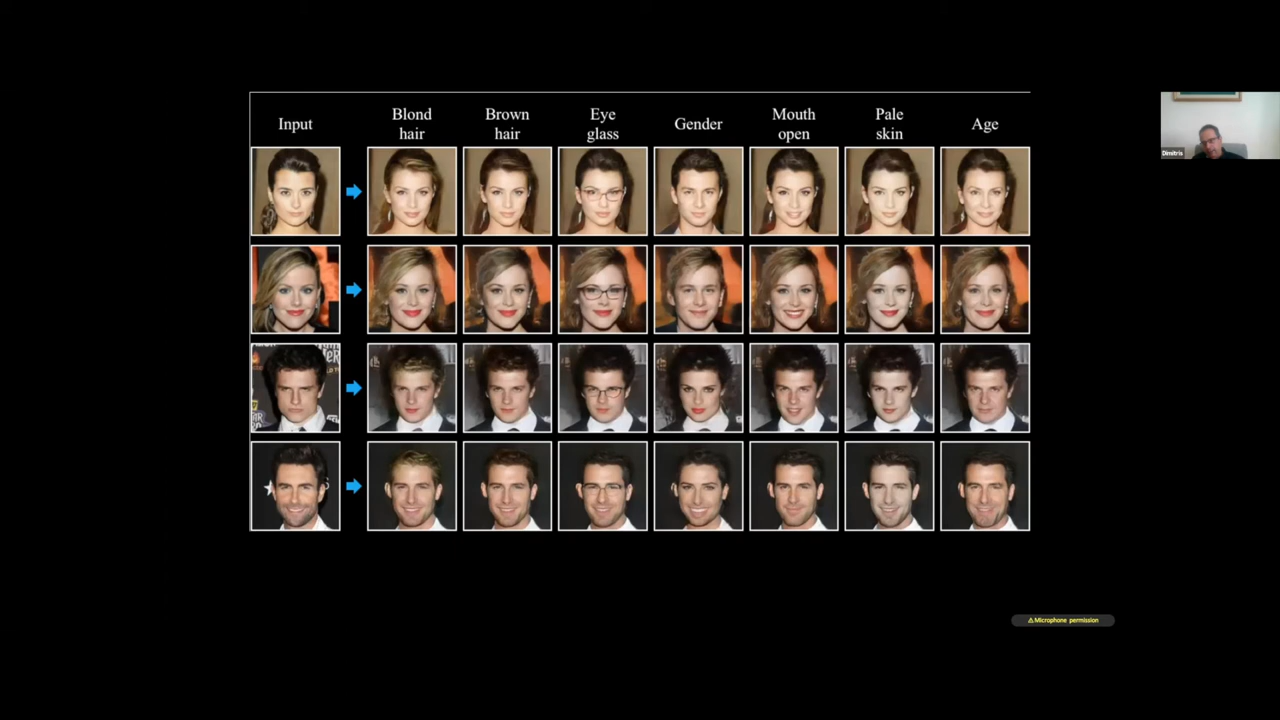 Input
Blond
hair
Brown
hair
Eye
glass
Gender
Mouth
open
Pale
skin
Age
Dimitris
⚠Microphone permission